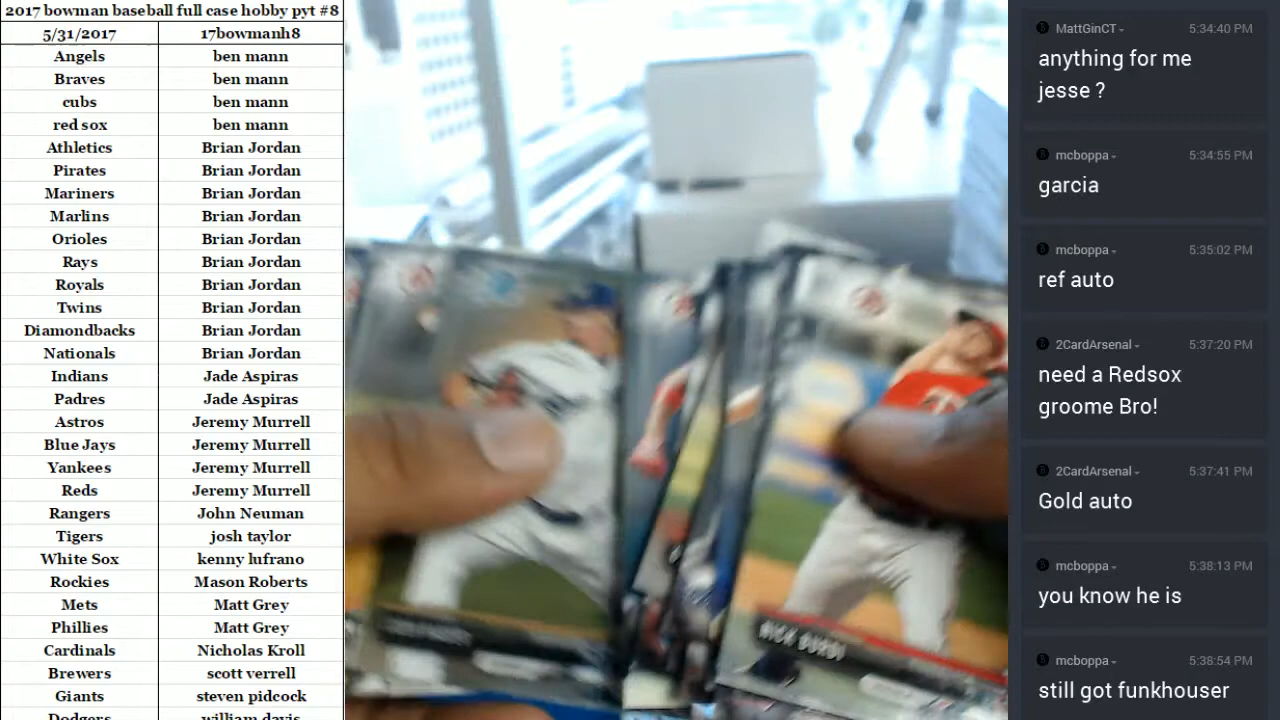 2017 bowman baseball full case hobby pyt #8
5/31/2017 17bowmanh8
Angels ben mann
Braves ben mann
cubs ben mann
red sox ben mann
Athletics Brian Jordan
Pirates Brian Jordan
Mariners Brian Jordan
Marlins Brian Jordan
Orioles Brian Jordan
Rays Brian Jordan
Royals Brian Jordan
Twins Brian Jordan
Diamondbacks Brian Jordan
Nationals Brian Jordan
Indians Jade Aspiras
Padres Jade Aspiras
Astros Jeremy Murrell
Blue Jays Jeremy Murrell
Yankees Jeremy Murrell
Reds Jeremy Murrell
Rangers John Neuman
Tigers josh taylor
White Sox kenny lufrano
Rockies Mason Roberts
Mets Matt Grey
Phillies Matt Grey
Cardinals Nicholas Kroll
Brewers scott verrell
Giants steven pidcock
Dodgers william davis
NICK BURDI
MattGinCT 5:34:40 PM
anything for me
jesse ?
mcboppa 5:34:55 PM
garcia
mcboppa 5:35:02 PM
ref auto
2CardArsenal 5:37:20 PM
need a Redsox
groome Bro!
2CardArsenal 5:37:41 PM
Gold auto
mcboppa 5:38:13 PM
you know he is
mcboppa 5:38:54 PM
still got funkhouser